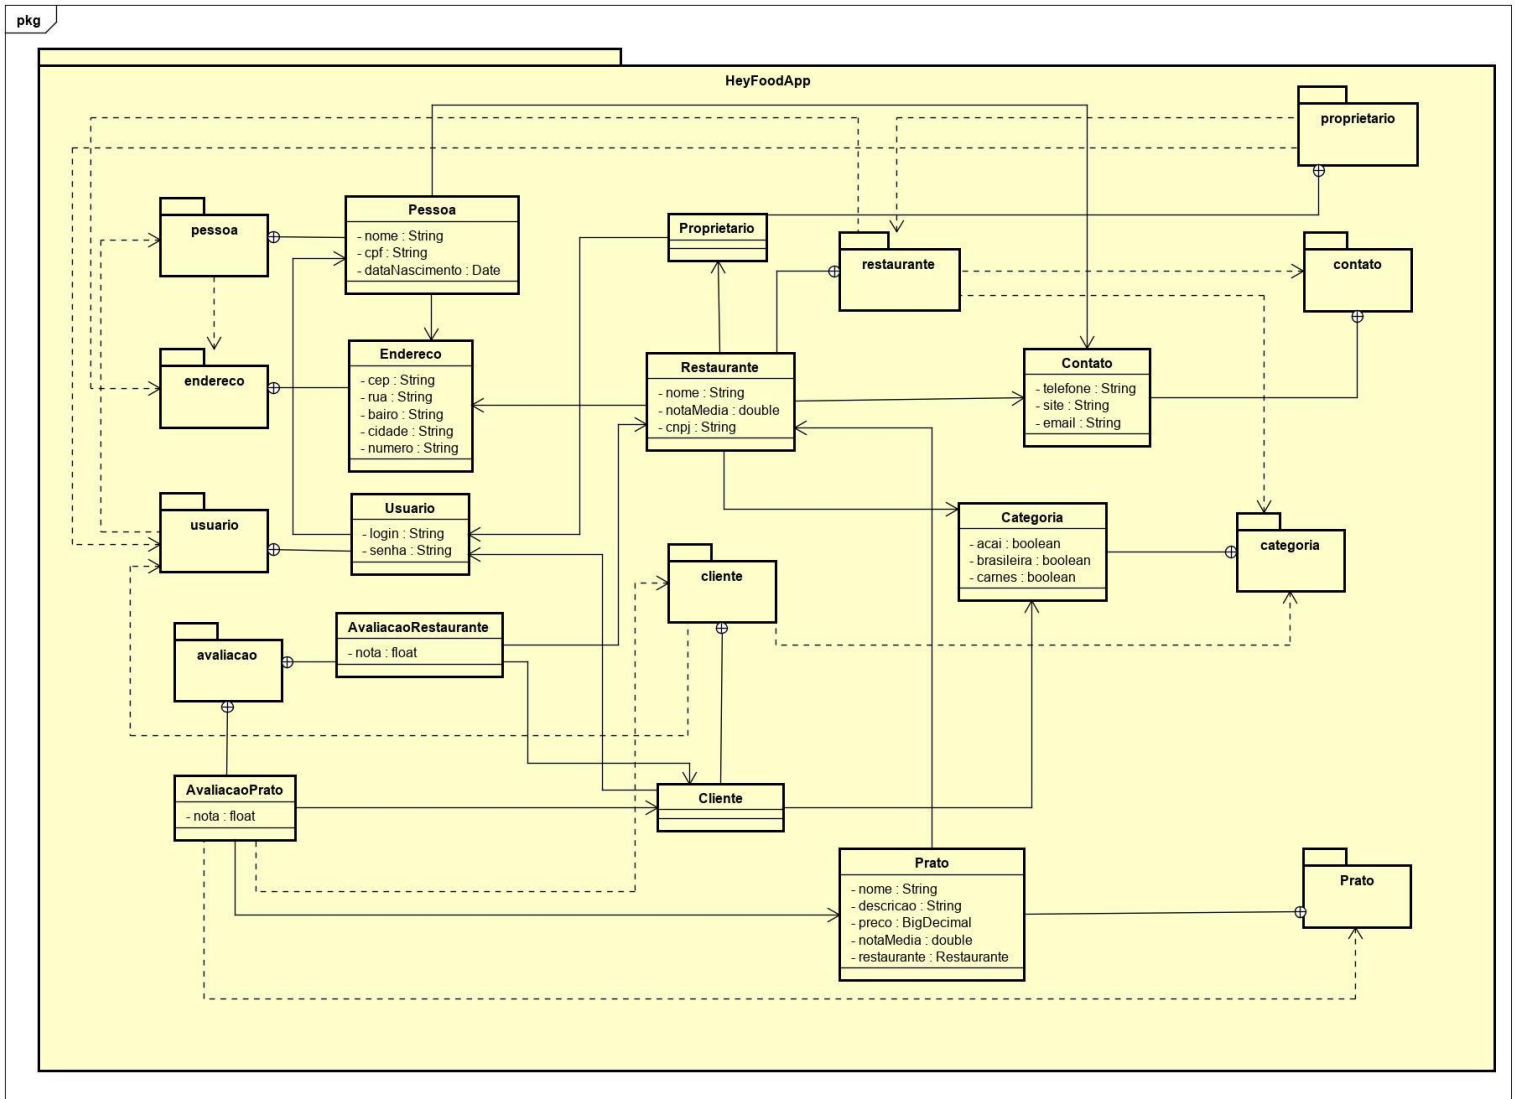 pkg
HeyFoodApp
proprietario
pessoa
Pessoa
- nome : String
- cpf : String
- dataNascimento : Date
Proprietario
restaurante
contato
endereco
Endereco
- cep : String
- rua : String
- bairo : String
- cidade : String
- numero : String
Restaurante
- nome : String
- notaMedia : double
- cnpj : String
Contato
- telefone : String
- site : String
- email : String
usuario
Usuario
- login : String
- senha : String
cliente
Categoria
- acai : boolean
- brasileira : boolean
- carnes : boolean
categoria
avaliacao
AvaliacaoRestaurante
- nota : float
AvaliacaoPrato
- nota : float
Cliente
Prato
- nome : String
- descricao : String
- preco : BigDecimal
- notaMedia : double
- restaurante : Restaurante
Prato